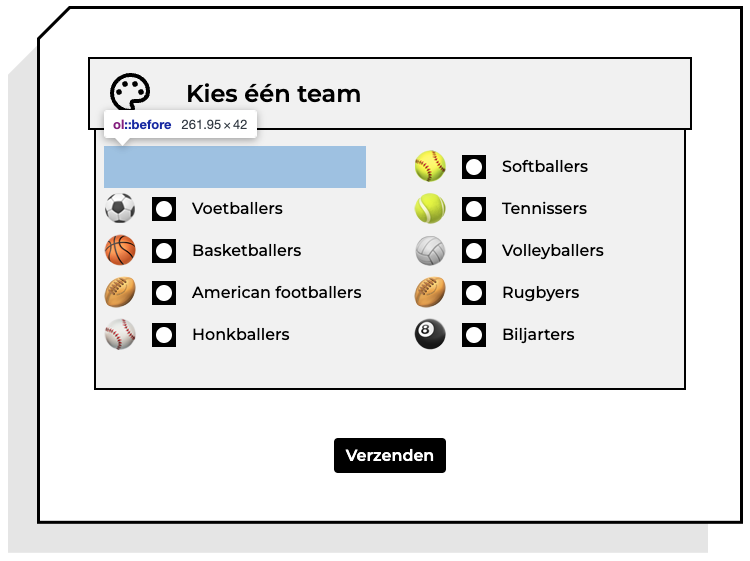 Kies één team
ol::before 261.95 × 42
Voetballers
Basketballers
American footballers
Honkballers
Softballers
Tennissers
Volleyballers
Rugbyers
8
Biljarters
Verzenden